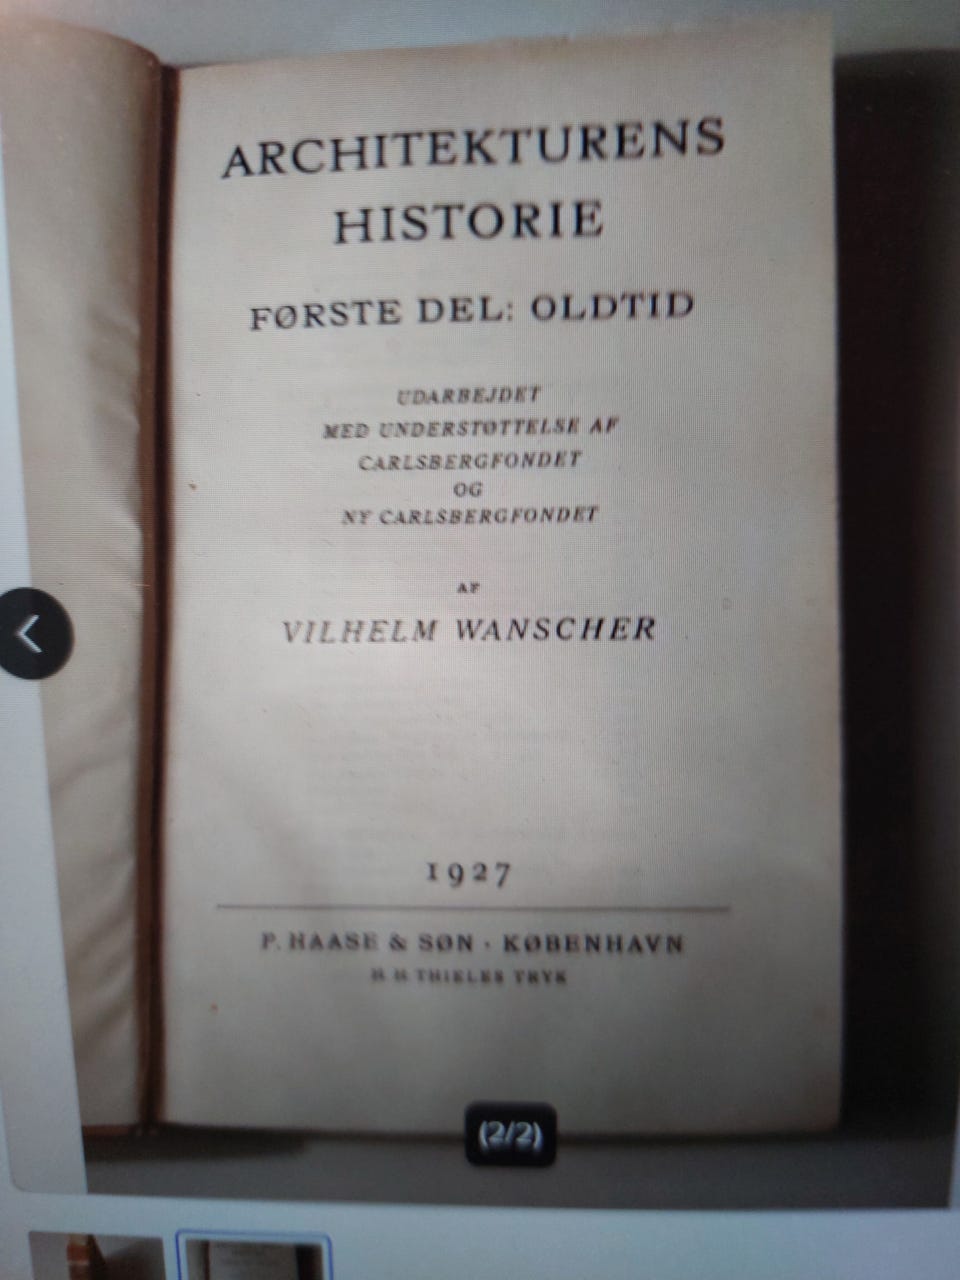 ARCHITEKTURENS
HISTORIE
FØRSTE DEL: OLDTID
UDARBEJDET
MED UNDERSTØTTELSE AF
CARLSBERGFONDET
OG
NY CARLSBERGFONDET
AF
VILHELM WANSCHER
1927
P. HAASE & SØN · KØBENHAVN
H. H. THIELES TRYK
(2/2)